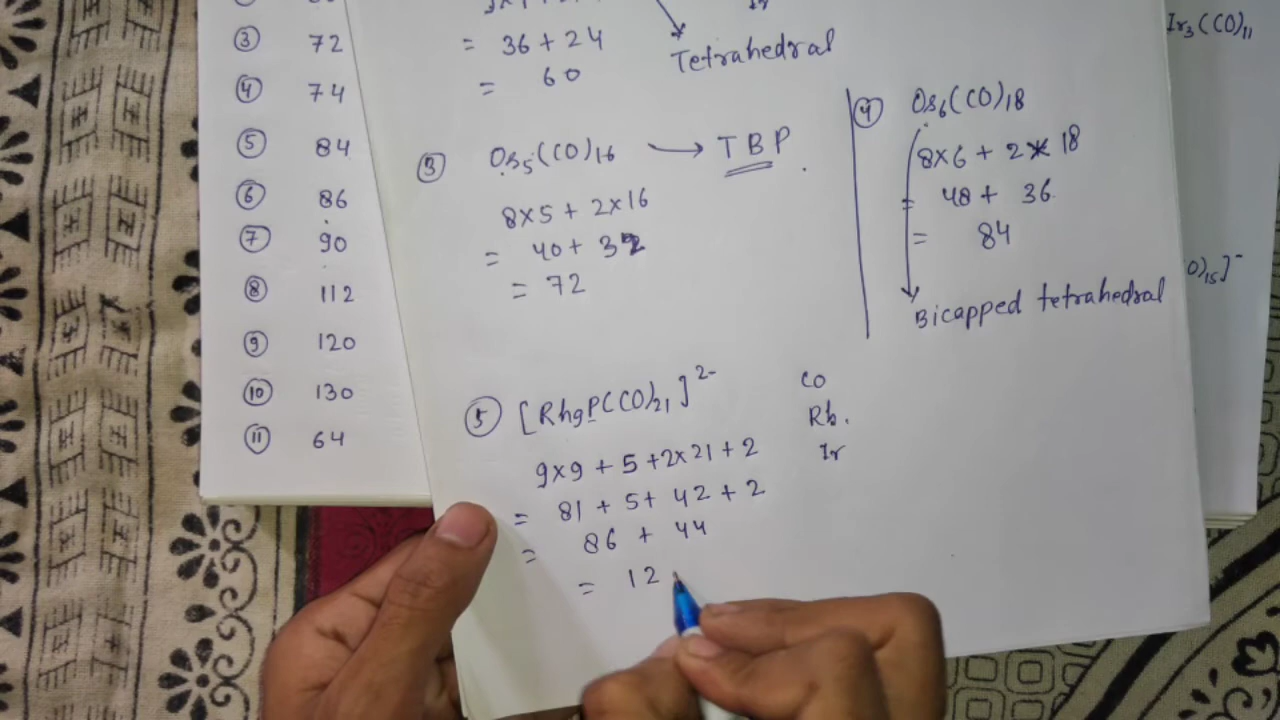 ③ 72
④ 74
⑤ 84
⑥ 86
⑦ 90
⑧ 112
⑨ 120
⑩ 130
⑪ 64
= 36 + 24
= 60
Tetrahedral
③ Os5(CO)16 → TBP
8×5 + 2×16
= 40 + 32
= 72
④ Os6(CO)18
8×6 + 2×18
= 48 + 36
= 84
Bicapped tetrahedral
⑤ [Rh9P(CO)21]2-
9×9 + 5 + 2×21 + 2
= 81 + 5 + 42 + 2
= 86 + 44
= 12
Co
Rh.
Ir
Ir3(CO)11
O)15]-